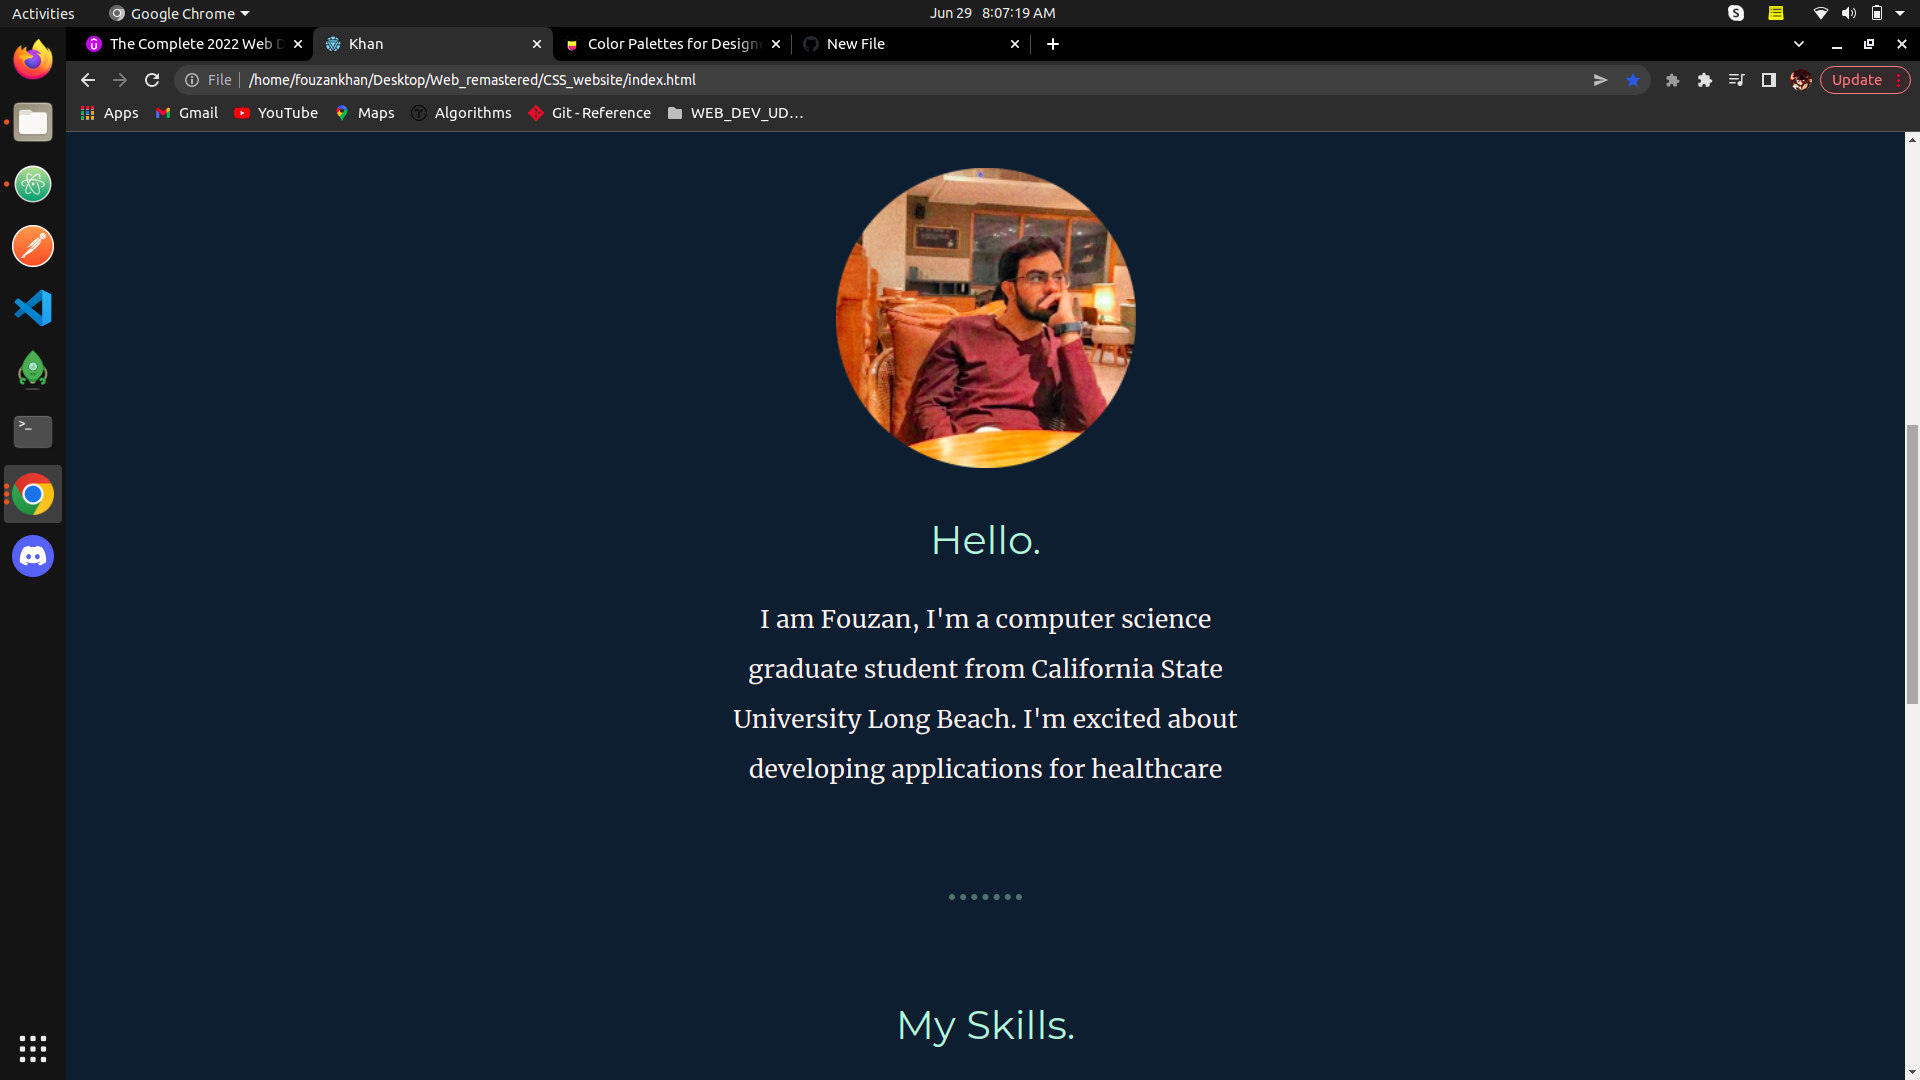 Activities
Google Chrome
Jun 29 8:07:19 AM
The Complete 2022 Web D
Khan
Color Palettes for Designe
New File
File
/home/fouzankhan/Desktop/Web_remastered/CSS_website/index.html
Update
Apps
Gmail
YouTube
Maps
Algorithms
Git - Reference
WEB_DEV_UD...
Hello.
I am Fouzan, I'm a computer science
graduate student from California State
University Long Beach. I'm excited about
developing applications for healthcare
My Skills.